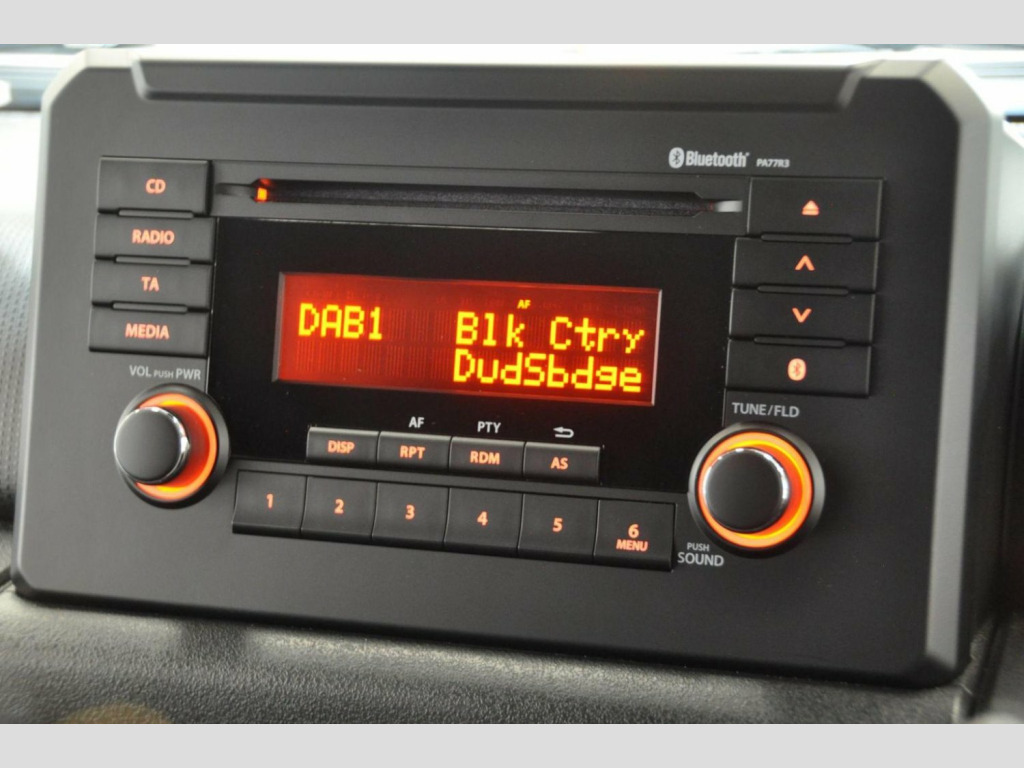 Bluetooth® PA77R3
CD
RADIO
TA
MEDIA
VOL PUSH PWR
AF
DAB1 Blk Ctry
DudSbdge
TUNE/FLD
AF PTY
DISP RPT RDM AS
1 2 3 4 5 6
MENU
PUSH
SOUND